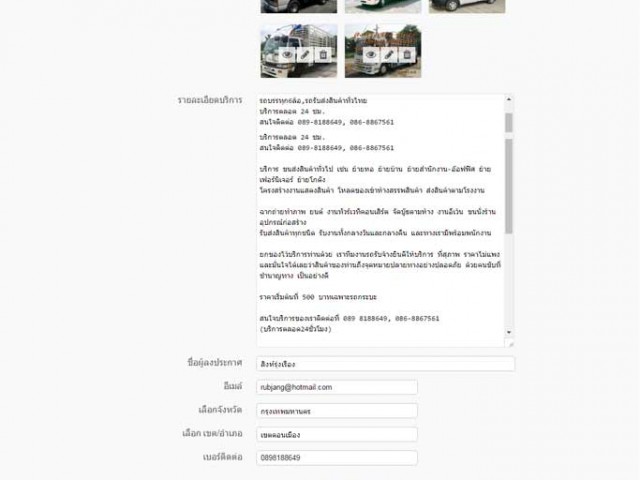 รายละเอียดบริการ
รถบรรทุก6ล้อ,รถรับส่งสินค้าทั่วไทย
บริการตลอด 24 ชม.
สนใจติดต่อ 089-8188649, 086-8867561
บริการตลอด 24 ชม.
สนใจติดต่อ 089-8188649, 086-8867561
บริการ ขนส่งสินค้าทั่วไป เช่น ย้ายหอ ย้ายบ้าน ย้ายสำนักงาน-อ๊อฟฟิส ย้าย
เฟอร์นิเจอร์ ย้ายโกดัง
โครงสร้างงานแสดงสินค้า โหลดของเข้าห้างสรรพสินค้า ส่งสินค้าตามโรงงาน
ฉากถ่ายทำภาพ ยนต์ งานทัวร์เวทีคอนเสิร์ต จัดบู๊ธตามห้าง งานอีเว้น ขนนั่งร้าน
อุปกรณ์ก่อสร้าง
รับส่งสินค้าทุกชนิด รับงานทั้งกลางวันและกลางคืน และทางเรามีพร้อมพนักงาน
ยกของไว้บริการท่านด้วย เราทีมงานรถรับจ้างยินดีให้บริการ ที่สุภาพ ราคาไม่แพง
และมั่นใจได้เลยว่าสินค้าของท่านถึงจุดหมายปลายทางอย่างปลอดภัย ด้วยคนขับที่
ชำนาญทาง เป็นอย่างดี
ราคาเริ่มต้นที่ 500 บาทเฉพาะรถกระบะ
สนใจบริการของเราติดต่อที่ 089 8188649, 086-8867561
(บริการตลอด24ชั่วโมง)
ชื่อผู้ลงประกาศ
สิงห์รุ่งเรือง
อีเมล์
rubjang@hotmail.com
เลือกจังหวัด
กรุงเทพมหานคร
เลือก เขต/อำเภอ
เขตดอนเมือง
เบอร์ติดต่อ
0898188649